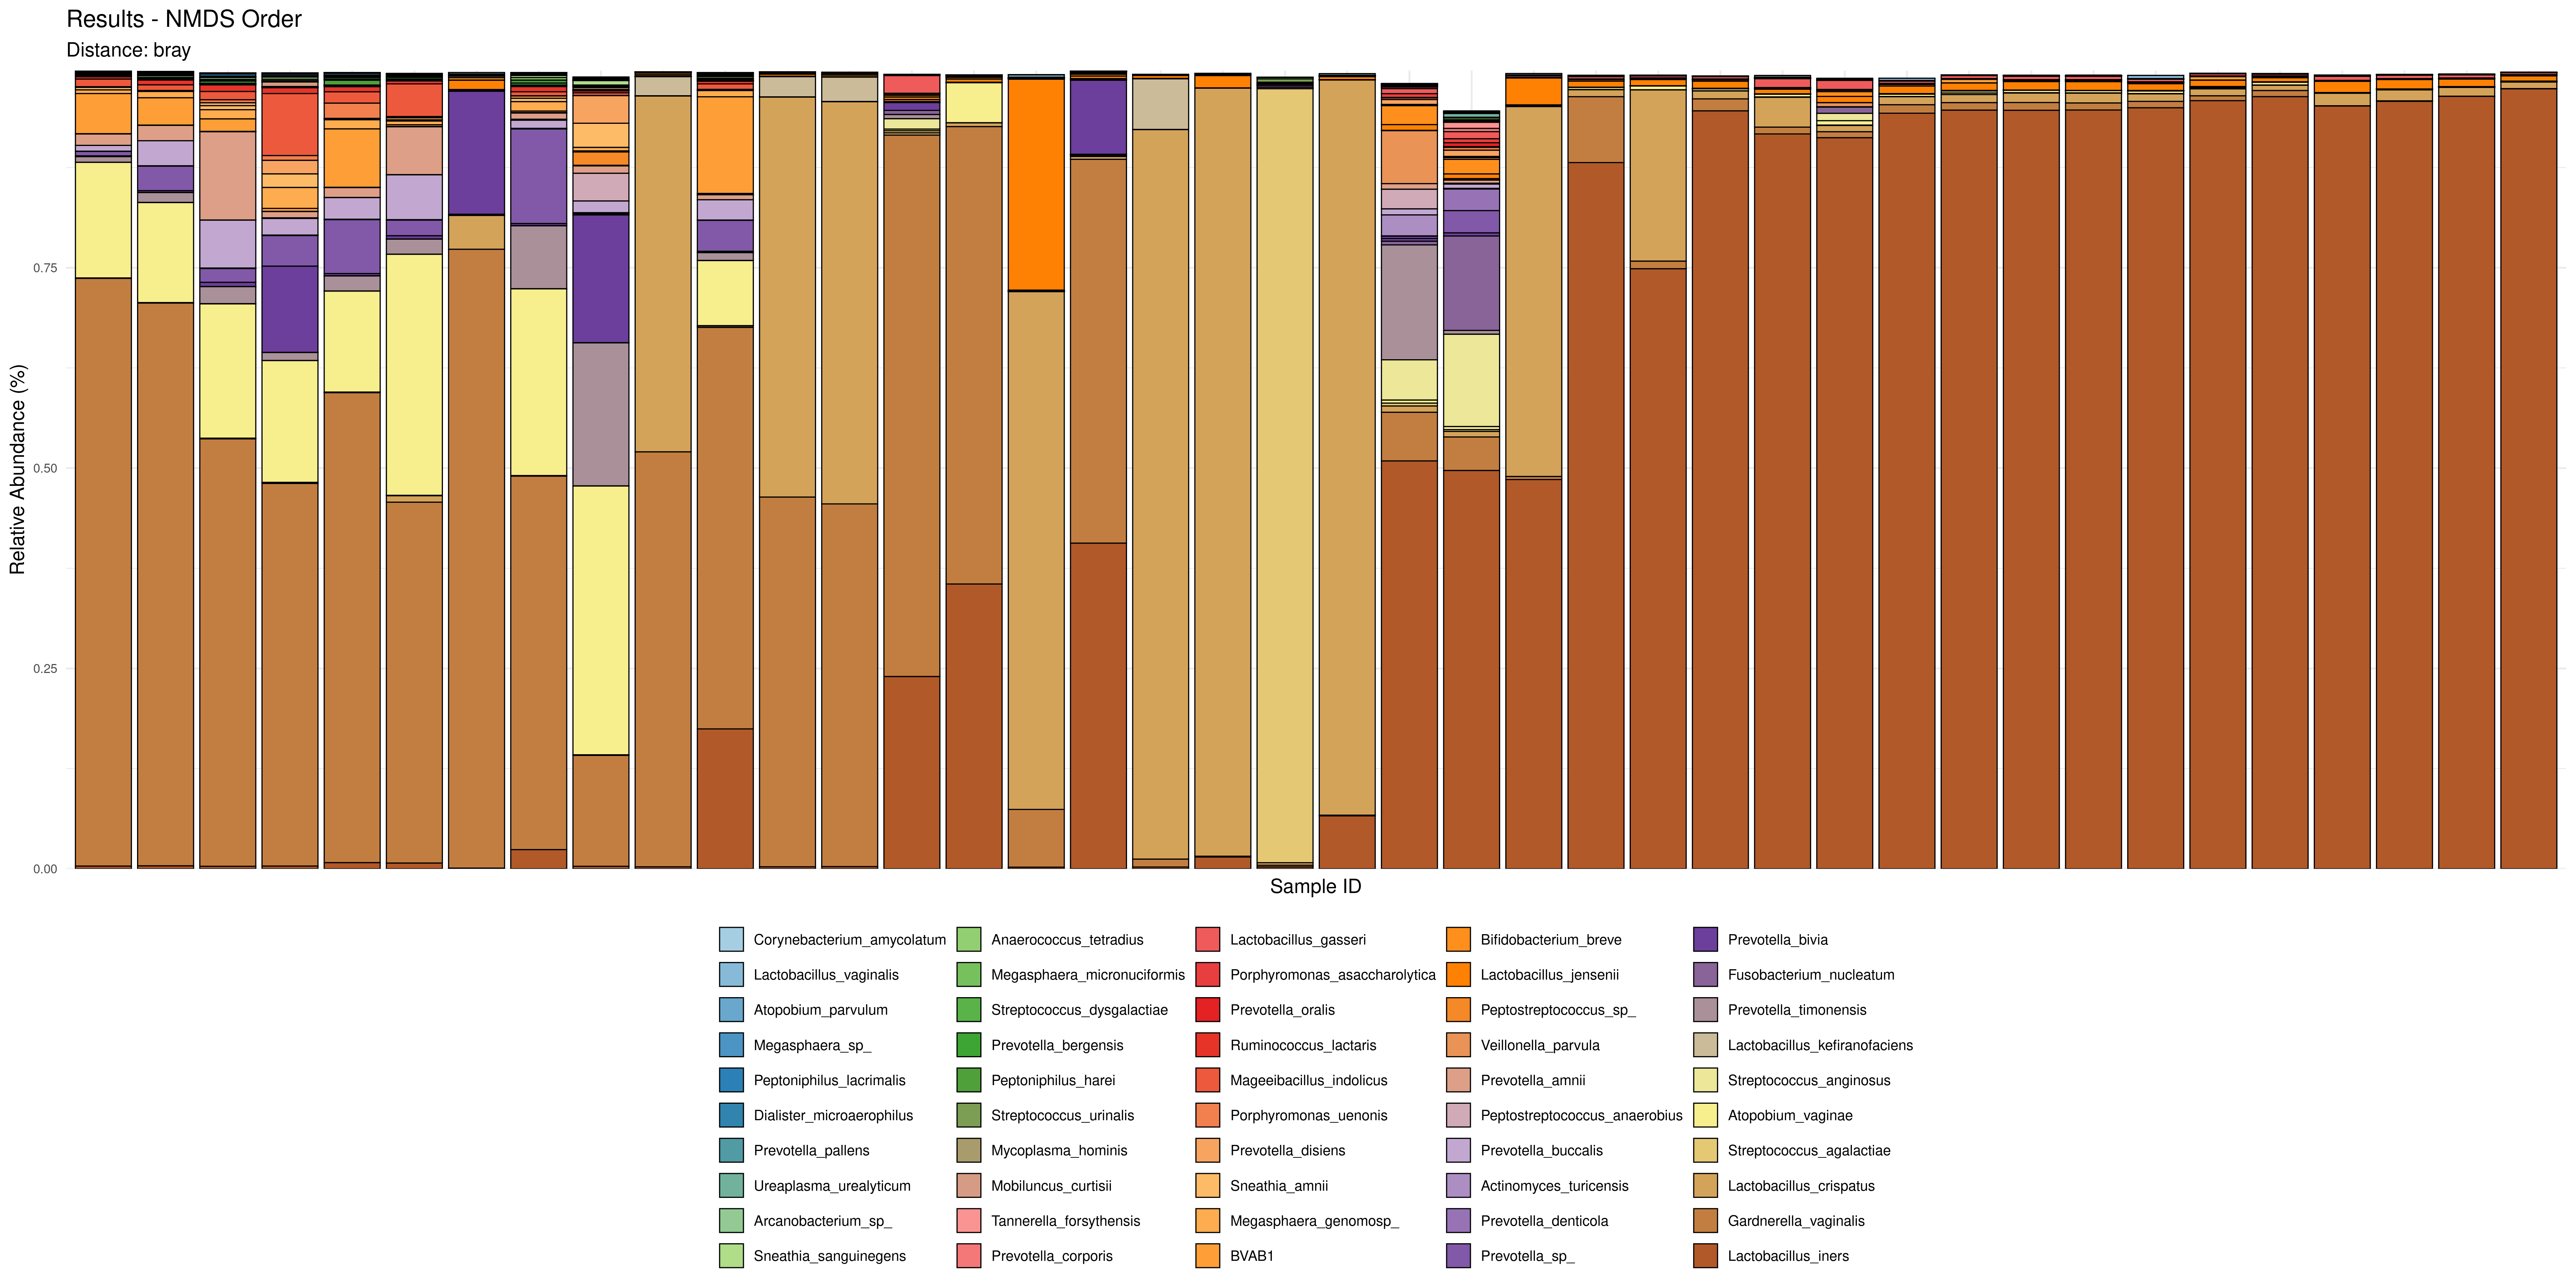 Results - NMDS Order
Distance: bray
Relative Abundance (%)
0.75
0.50
0.25
0.00
Sample ID
Corynebacterium_amycolatum
Lactobacillus_vaginalis
Atopobium_parvulum
Megasphaera_sp_
Peptoniphilus_lacrimalis
Dialister_microaerophilus
Prevotella_pallens
Ureaplasma_urealyticum
Arcanobacterium_sp_
Sneathia_sanguinegens
Anaerococcus_tetradius
Megasphaera_micronuciformis
Streptococcus_dysgalactiae
Prevotella_bergensis
Peptoniphilus_harei
Streptococcus_urinalis
Mycoplasma_hominis
Mobiluncus_curtisii
Tannerella_forsythensis
Prevotella_corporis
Lactobacillus_gasseri
Porphyromonas_asaccharolytica
Prevotella_oralis
Ruminococcus_lactaris
Mageeibacillus_indolicus
Porphyromonas_uenonis
Prevotella_disiens
Sneathia_amnii
Megasphaera_genomosp_
BVAB1
Bifidobacterium_breve
Lactobacillus_jensenii
Peptostreptococcus_sp_
Veillonella_parvula
Prevotella_amnii
Peptostreptococcus_anaerobius
Prevotella_buccalis
Actinomyces_turicensis
Prevotella_denticola
Prevotella_sp_
Prevotella_bivia
Fusobacterium_nucleatum
Prevotella_timonensis
Lactobacillus_kefiranofaciens
Streptococcus_anginosus
Atopobium_vaginae
Streptococcus_agalactiae
Lactobacillus_crispatus
Gardnerella_vaginalis
Lactobacillus_iners